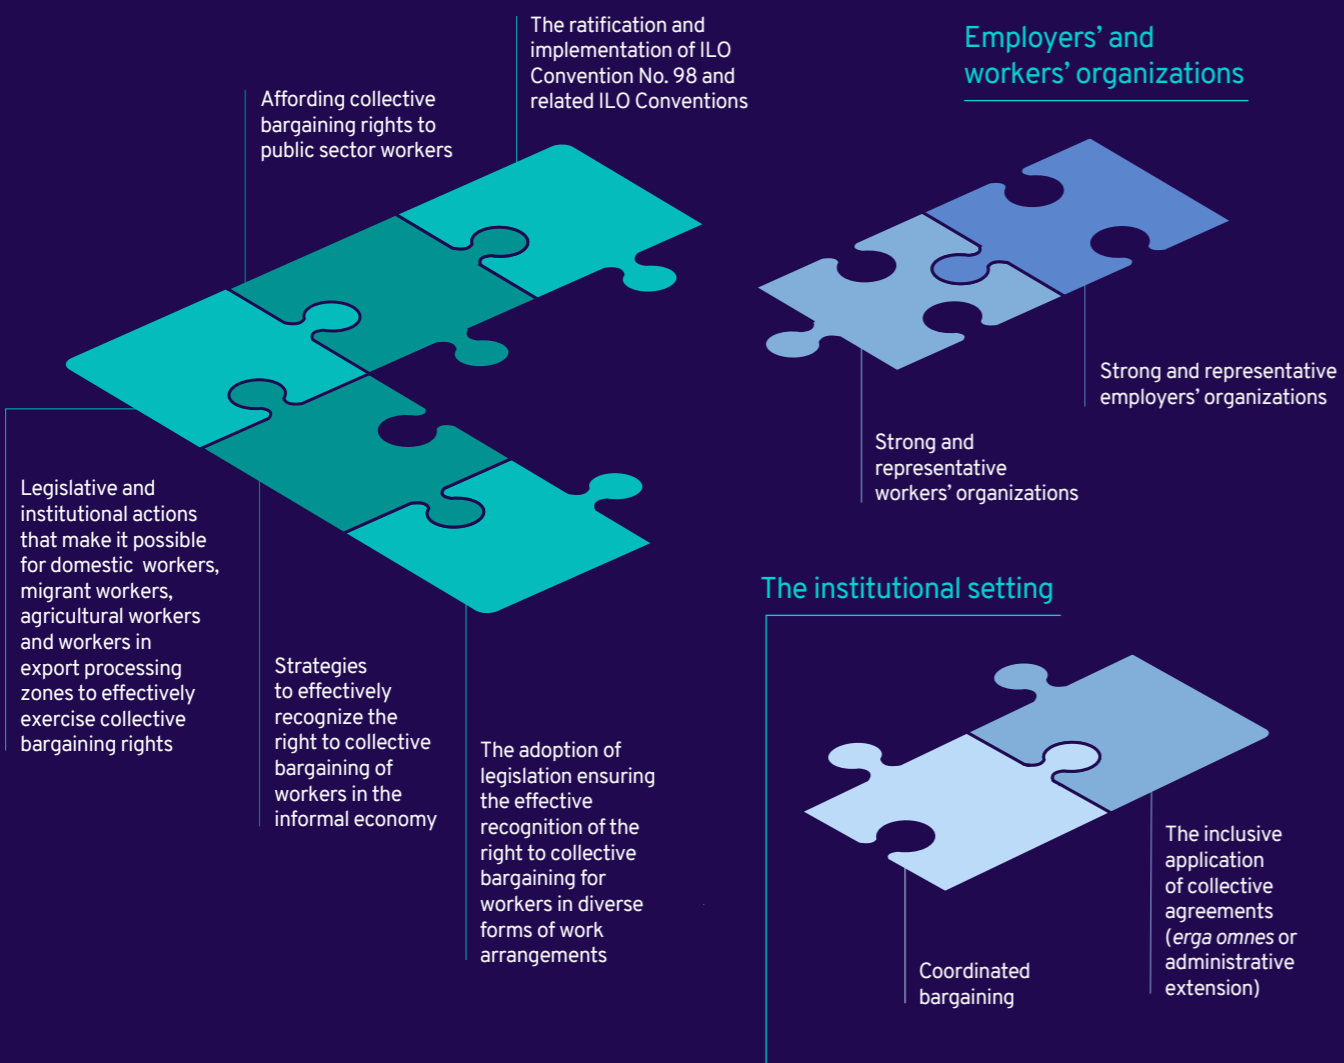 The ratification and
implementation of ILO
Convention No. 98 and
related ILO Conventions
Affording collective
bargaining rights to
public sector workers
Legislative and
institutional actions
that make it possible
for domestic workers,
migrant workers,
agricultural workers
and workers in
export processing
zones to effectively
exercise collective
bargaining rights
Strategies
to effectively
recognize the
right to collective
bargaining of
workers in the
informal economy
The adoption of
legislation ensuring
the effective
recognition of the
right to collective
bargaining for
workers in diverse
forms of work
arrangements
Employers’ and
workers’ organizations
Strong and representative
employers’ organizations
Strong and
representative
workers’ organizations
The institutional setting
Coordinated
bargaining
The inclusive
application
of collective
agreements
(erga omnes or
administrative
extension)